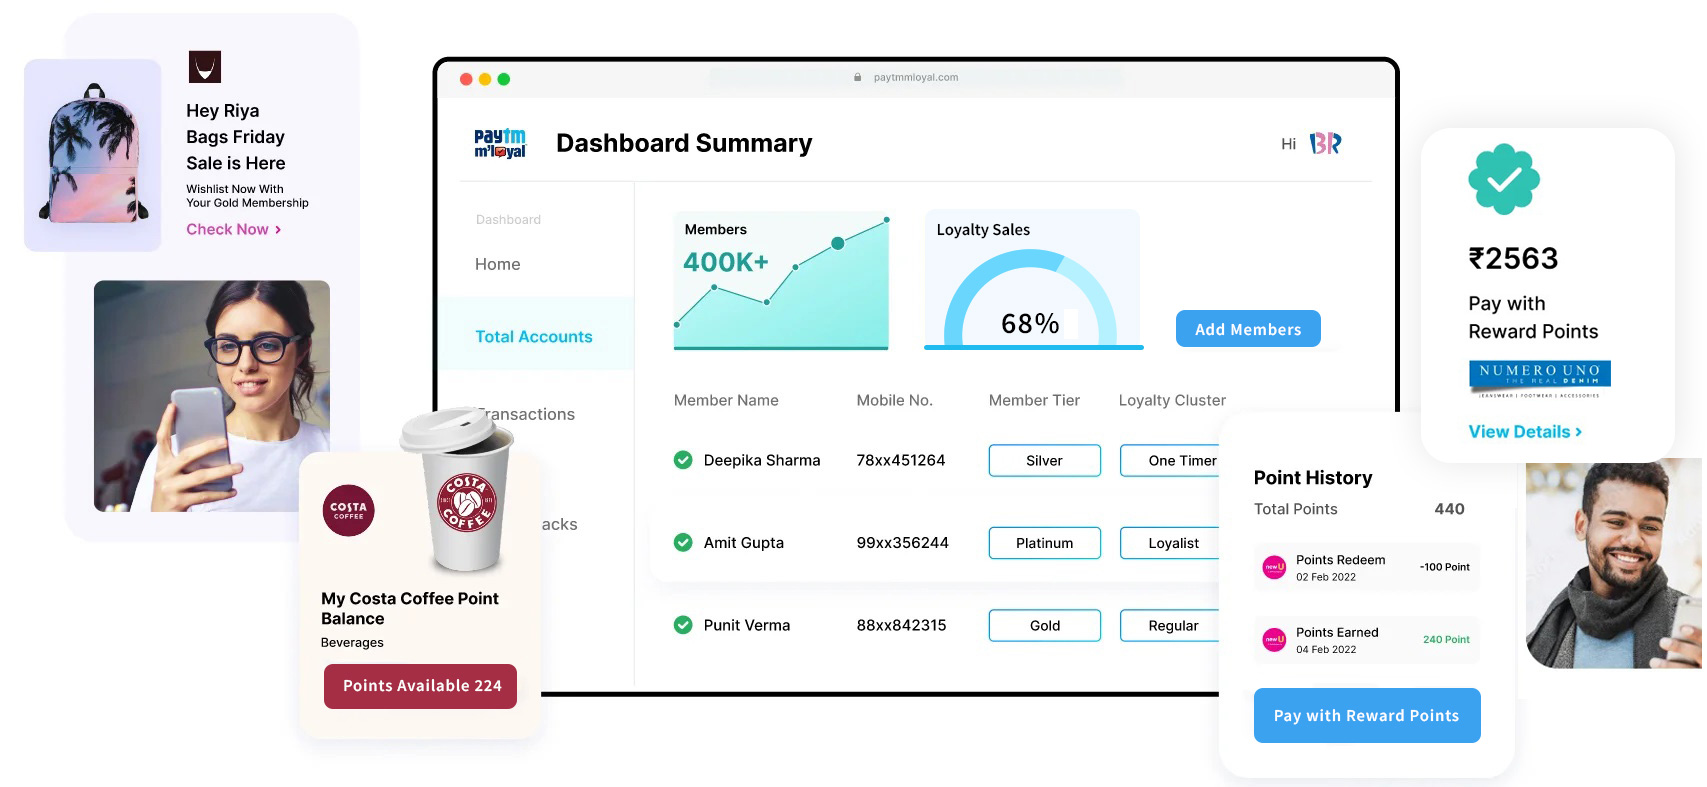 Hey Riya
Bags Friday
Sale is Here
Wishlist Now With
Your Gold Membership
Check Now >
paytmmloyal.com
paytm
m'loyal
Dashboard Summary
Hi BR
Dashboard
Home
Total Accounts
Transactions
acks
Members
400K+
Loyalty Sales
68%
Add Members
Member Name Mobile No. Member Tier Loyalty Cluster
Deepika Sharma 78xx451264 Silver One Timer
Amit Gupta 99xx356244 Platinum Loyalist
Punit Verma 88xx842315 Gold Regular
COSTA
COFFEE
COSTA
COFFEE
My Costa Coffee Point
Balance
Beverages
Points Available 224
₹2563
Pay with
Reward Points
NUMERO UNO
THE REAL DENIM
JEANSWEAR | FOOTWEAR | ACCESSORIES
View Details >
Point History
Total Points 440
new U
Points Redeem
02 Feb 2022
-100 Point
new U
Points Earned
04 Feb 2022
240 Point
Pay with Reward Points